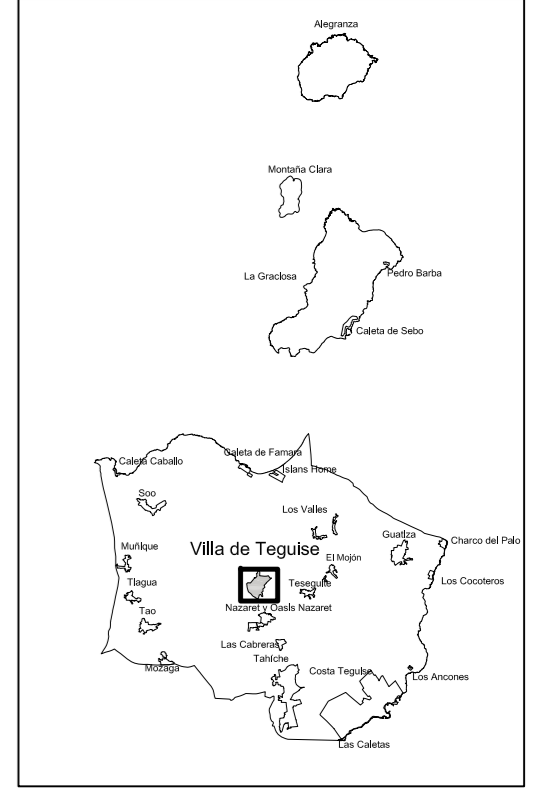 Alegranza
Montaña Clara
La Graciosa
Pedro Barba
Caleta de Sebo
Caleta Caballo
Caleta de Famara
Islans Home
Soo
Los Valles
Guatiza
Charco del Palo
Muñique
Villa de Teguise
El Mojón
Los Cocoteros
Tiagua
Teseguite
Tao
Nazaret y Oasis Nazaret
Las Cabreras
Mozaga
Tahíche
Costa Teguise
Los Ancones
Las Caletas